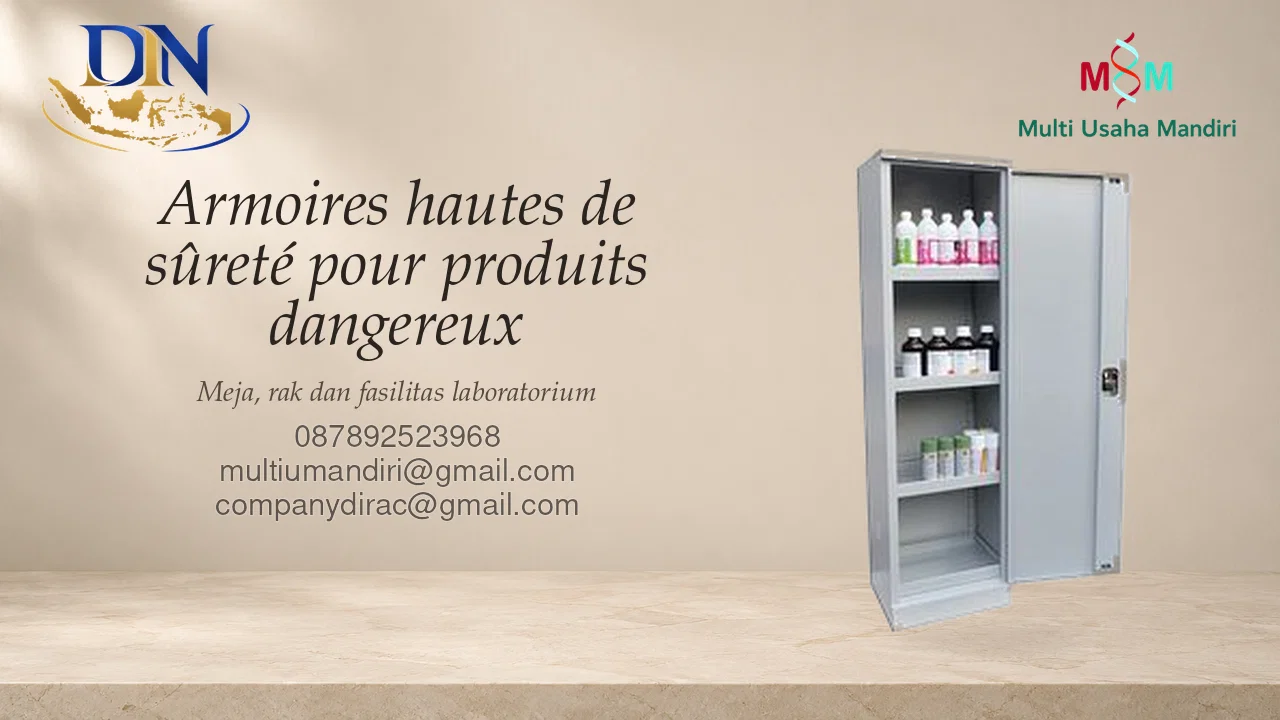 DN
M M
Multi Usaha Mandiri
Armoires hautes de
sûreté pour produits
dangereux
Meja, rak dan fasilitas laboratorium
087892523968
multiumandiri@gmail.com
companydirac@gmail.com